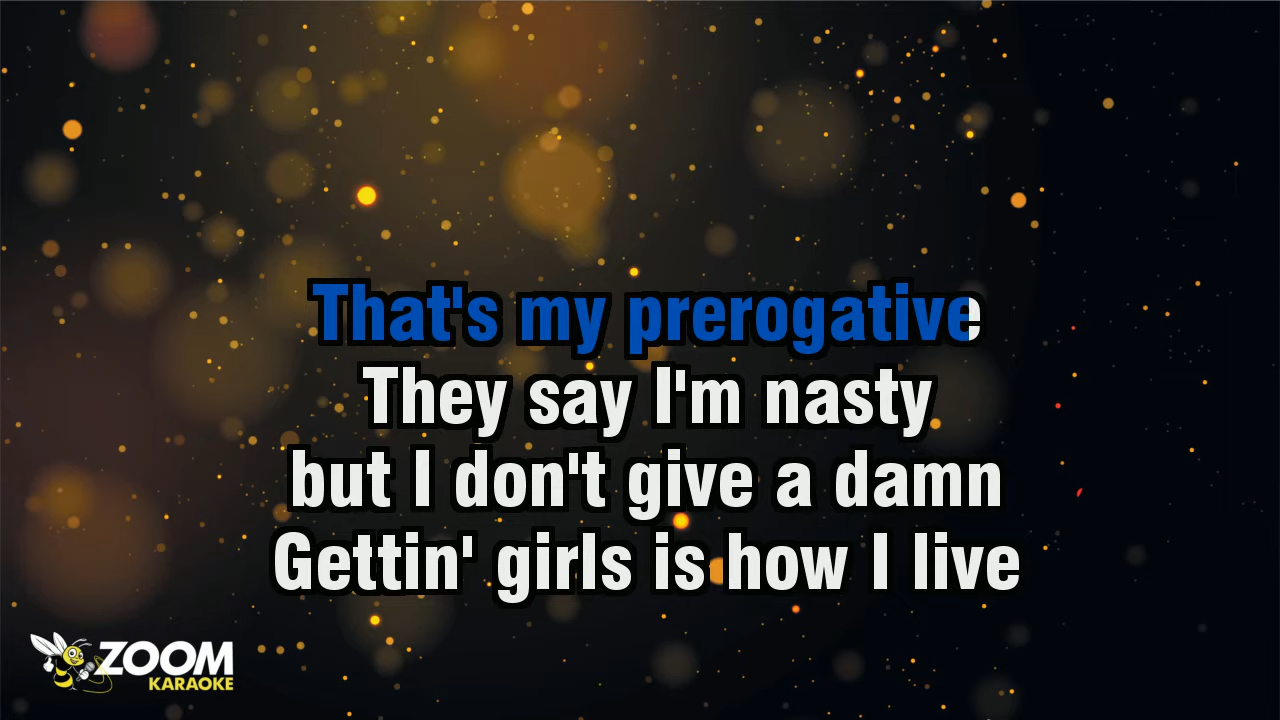 That's my prerogative
They say I'm nasty
but I don't give a damn
Gettin' girls is how I live
ZOOM
KARAOKE